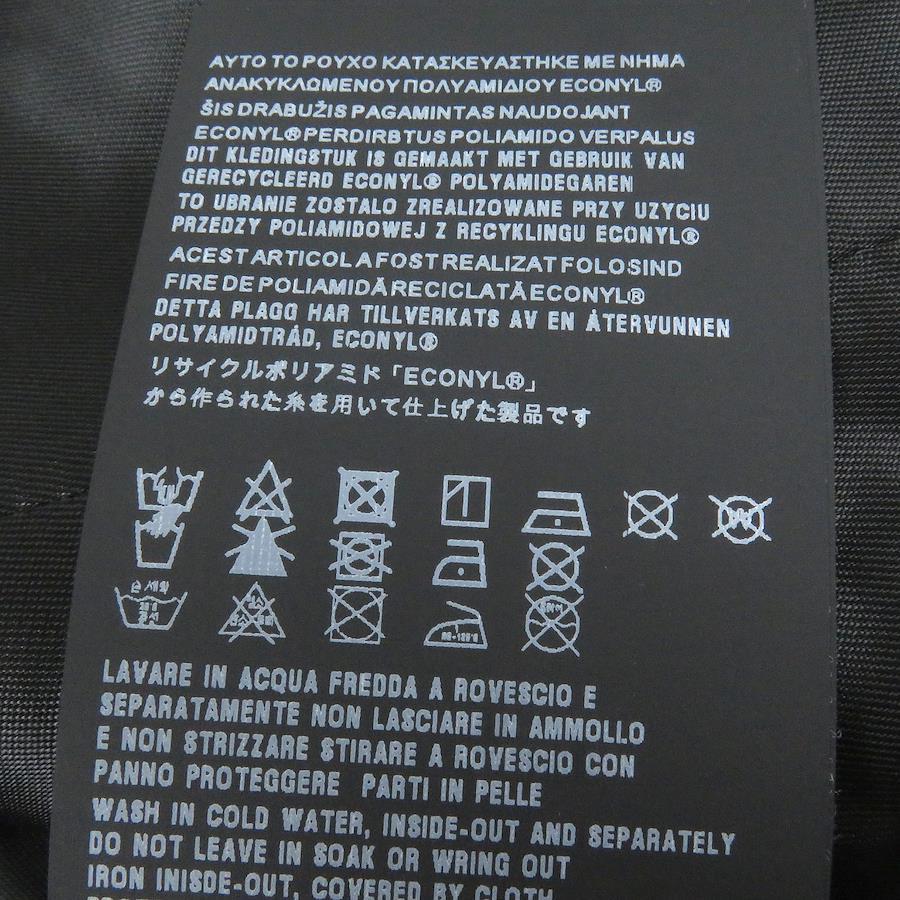 ΑΥΤΟ ΤΟ ΡΟΥΧΟ ΚΑΤΑΣΚΕΥΑΣΤΗΚΕ ΜΕ ΝΗΜΑ
ΑΝΑΚΥΚΛΩΜΕΝΟΥ ΠΟΛΥΑΜΙΔΙΟΥ ECONYL®
ŠIS DRABUŽIS PAGAMINTAS NAUDOJANT
ECONYL® PERDIRBTUS POLIAMIDO VERPALUS
DIT KLEDINGSTUK IS GEMAAKT MET GEBRUIK VAN
GERECYCLEERD ECONYL® POLYAMIDEGAREN
TO UBRANIE ZOSTALO ZREALIZOWANE PRZY UZYCIU
PRZEDZY POLIAMIDOWEJ Z RECYKLINGU ECONYL®
ACEST ARTICOL A FOST REALIZAT FOLOSIND
FIRE DE POLIAMIDĂ RECICLATĂ ECONYL®
DETTA PLAGG HAR TILLVERKATS AV EN ÅTERVUNNEN
POLYAMIDTRÅD, ECONYL®
リサイクルポリアミド「ECONYL®」
から作られた糸を用いて仕上げた製品です
W
손 세탁
LAVARE IN ACQUA FREDDA A ROVESCIO E
SEPARATAMENTE NON LASCIARE IN AMMOLLO
E NON STRIZZARE STIRARE A ROVESCIO CON
PANNO PROTEGGERE PARTI IN PELLE
WASH IN COLD WATER, INSIDE-OUT AND SEPARATELY
DO NOT LEAVE IN SOAK OR WRING OUT
IRON INISDE-OUT, COVERED BY CLOTH